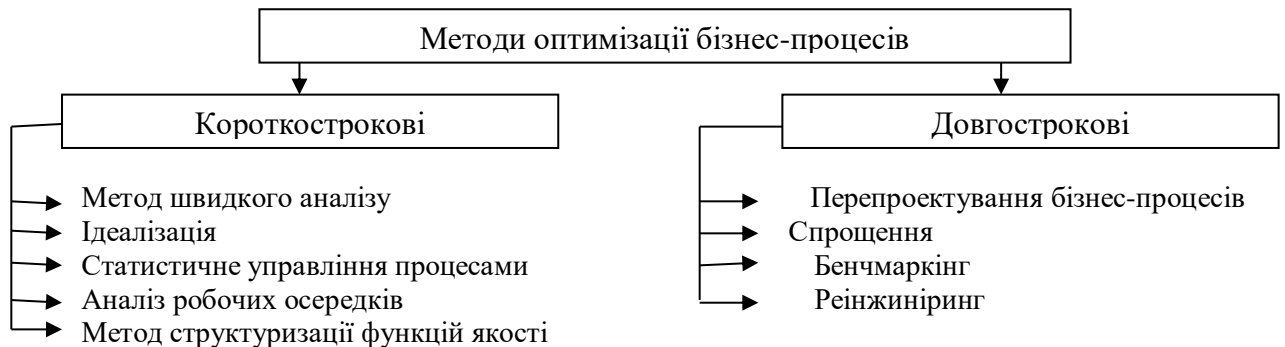 Методи оптимізації бізнес-процесів
Короткострокові
Метод швидкого аналізу
Ідеалізація
Статистичне управління процесами
Аналіз робочих осередків
Метод структуризації функцій якості
Довгострокові
Перепроектування бізнес-процесів
Спрощення
Бенчмаркінг
Реінжиніринг